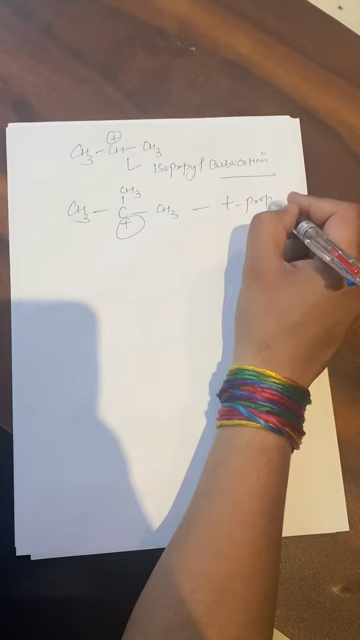 ⊕
CH₃ - CH - CH₃
Isopropyl Carbocation
CH₃
|
CH₃ — C — CH₃ — t-prop
+